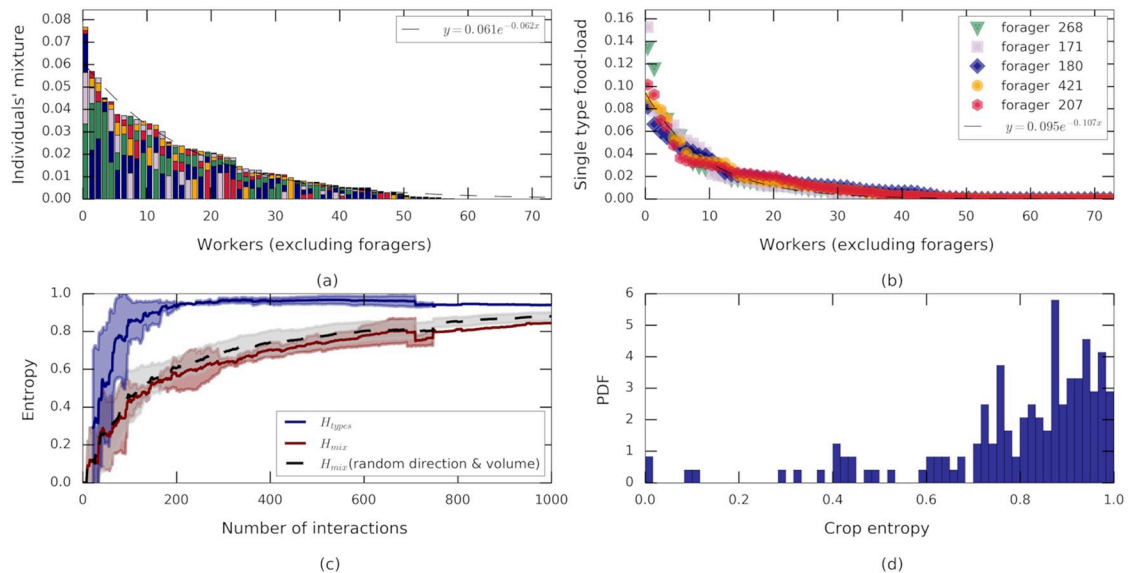 0.08
0.07
0.06
0.05
0.04
0.03
0.02
0.01
0.00
Individuals' mixture
y = 0.061e^{-0.062x}
0 10 20 30 40 50 60 70
Workers (excluding foragers)
(a)
0.16
0.14
0.12
0.10
0.08
0.06
0.04
0.02
0.00
Single type food-load
forager 268
forager 171
forager 180
forager 421
forager 207
y = 0.095e^{-0.107x}
0 10 20 30 40 50 60 70
Workers (excluding foragers)
(b)
1.0
0.8
0.6
0.4
0.2
0.0
Entropy
H_{types}
H_{mix}
H_{mix}(random direction & volume)
0 200 400 600 800 1000
Number of interactions
(c)
6
5
4
3
2
1
0
PDF
0.0 0.2 0.4 0.6 0.8 1.0
Crop entropy
(d)